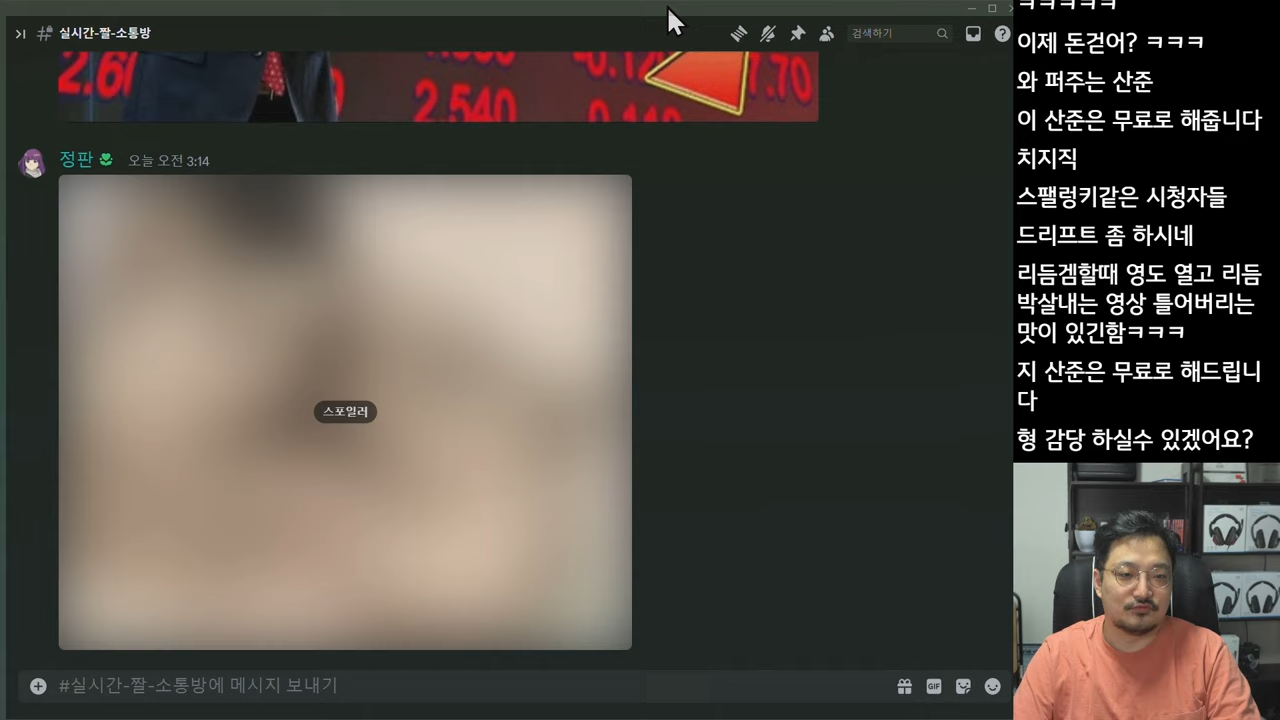 실시간-짤-소통방
검색하기
2.540
7.70
정판
오늘 오전 3:14
스포일러
#실시간-짤-소통방에 메시지 보내기
GIF
이제 돈걷어? ㅋㅋㅋ
와 퍼주는 산준
이 산준은 무료로 해줍니다
치지직
스팰렁키같은 시청자들
드리프트 좀 하시네
리듬겜할때 영도 열고 리듬
박살내는 영상 틀어버리는
맛이 있긴함ㅋㅋㅋ
지 산준은 무료로 해드립니
다
형 감당 하실수 있겠어요?